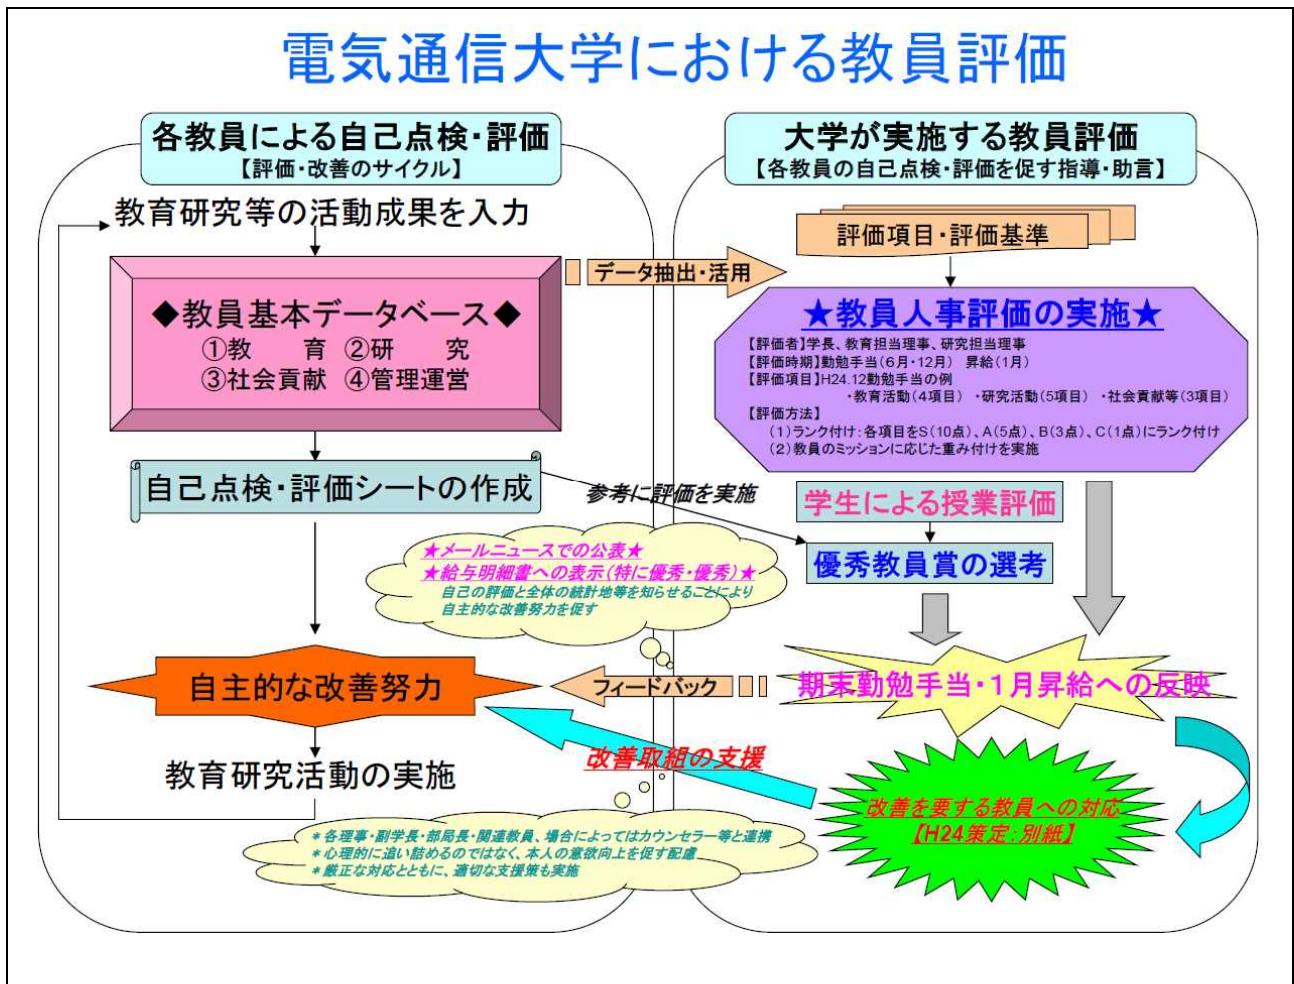 電気通信大学における教員評価
各教員による自己点検・評価
【評価・改善のサイクル】
教育研究等の活動成果を入力
◆教員基本データベース◆
①教　育 ②研　究
③社会貢献 ④管理運営
自己点検・評価シートの作成
自主的な改善努力
教育研究活動の実施
データ抽出・活用
参考に評価を実施
★メールニュースでの公表★
★給与明細書への表示(特に優秀・優秀)★
自己の評価と全体の統計地等を知らせることにより
自主的な改善努力を促す
フィードバック
改善取組の支援
＊各理事・副学長・部局長・関連教員、場合によってはカウンセラー等と連携
＊心理的に追い詰めるのではなく、本人の意欲向上を促す配慮
＊厳正な対応とともに、適切な支援策も実施
大学が実施する教員評価
【各教員の自己点検・評価を促す指導・助言】
評価項目・評価基準
★教員人事評価の実施★
【評価者】学長、教育担当理事、研究担当理事
【評価時期】勤勉手当(6月・12月)　昇給(1月)
【評価項目】H24.12勤勉手当の例
・教育活動(4項目)　・研究活動(5項目)　・社会貢献等(3項目)
【評価方法】
(1)ランク付け：各項目をS(10点)、A(5点)、B(3点)、C(1点)にランク付け
(2)教員のミッションに応じた重み付けを実施
学生による授業評価
優秀教員賞の選考
期末勤勉手当・1月昇給への反映
改善を要する教員への対応
【H24策定：別紙】